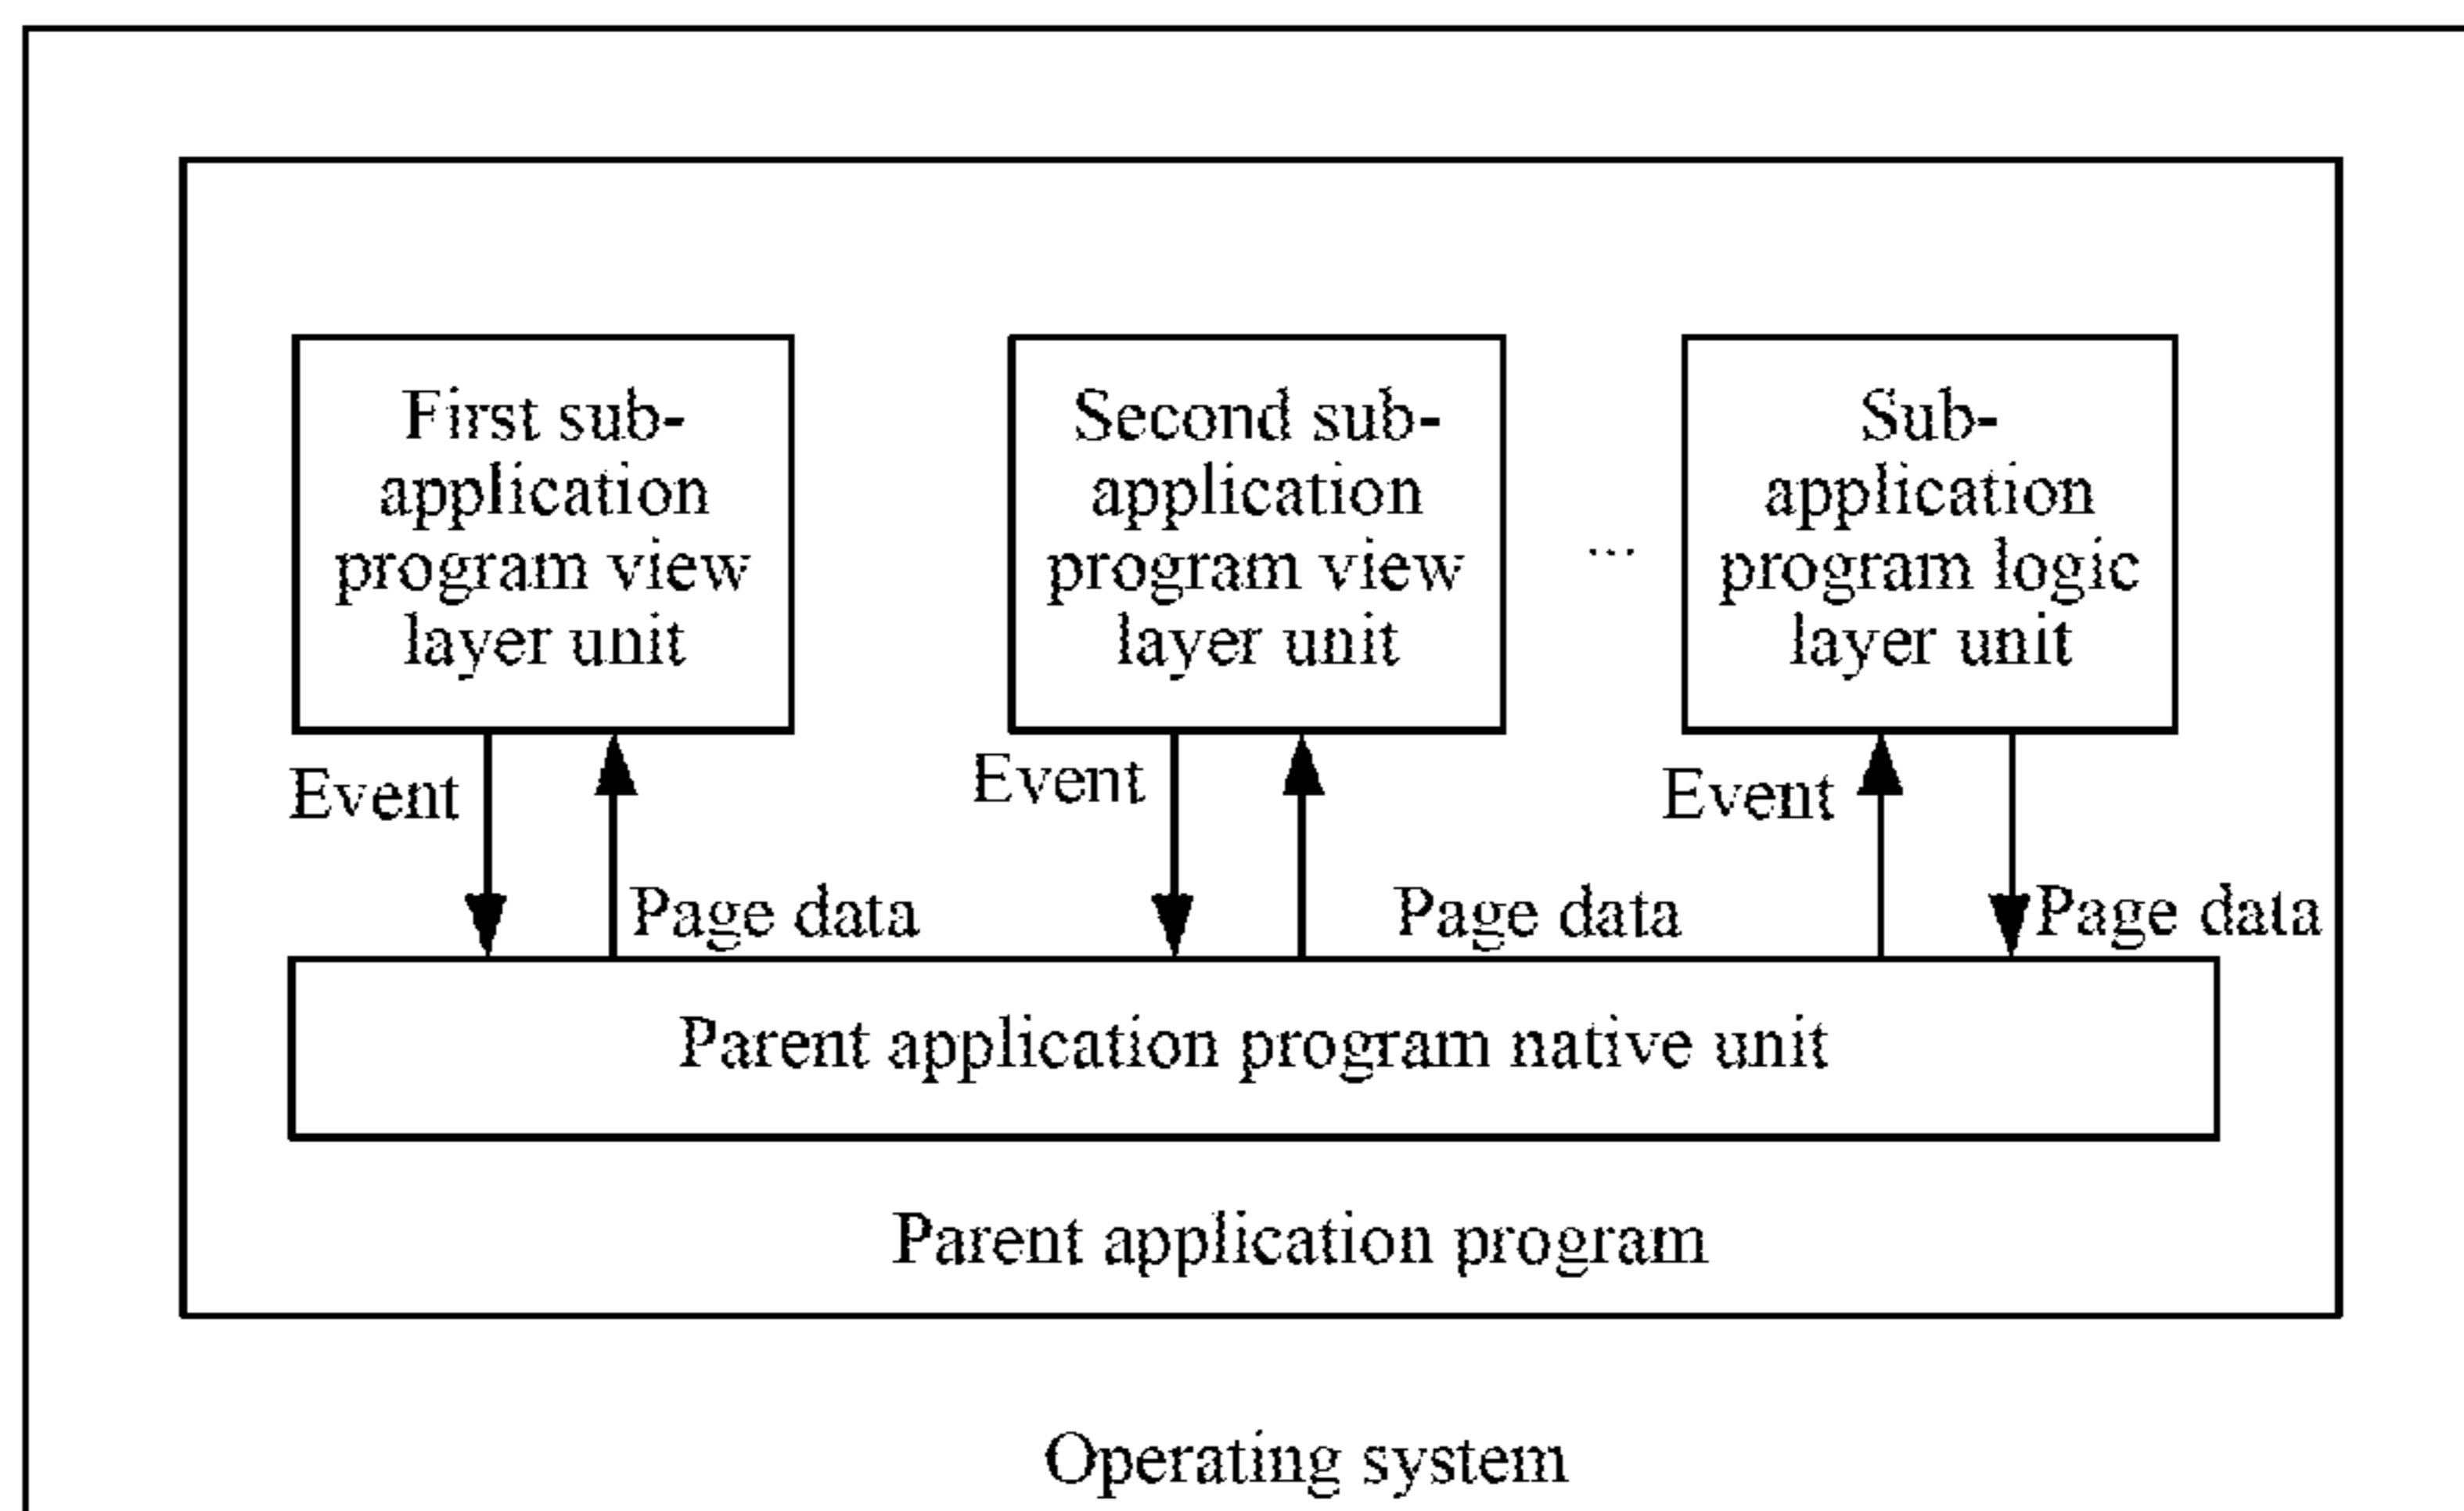 First sub-
application
program view
layer unit
Second sub-
application
program view
layer unit
...
Sub-
application
program logic
layer unit
Event
Page data
Event
Page data
Event
Page data
Parent application program native unit
Parent application program
Operating system